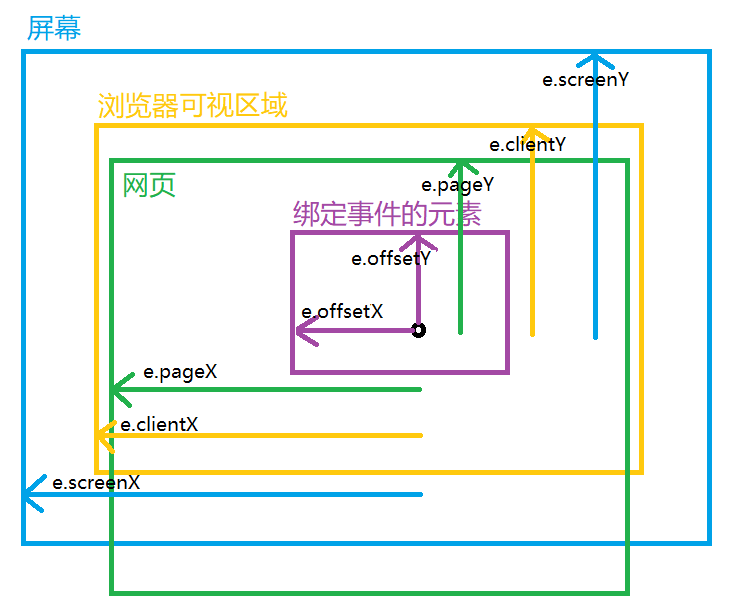 屏幕
e.screenY
浏览器可视区域
e.clientY
网页
e.pageY
绑定事件的元素
e.offsetY
e.offsetX
e.pageX
e.clientX
e.screenX